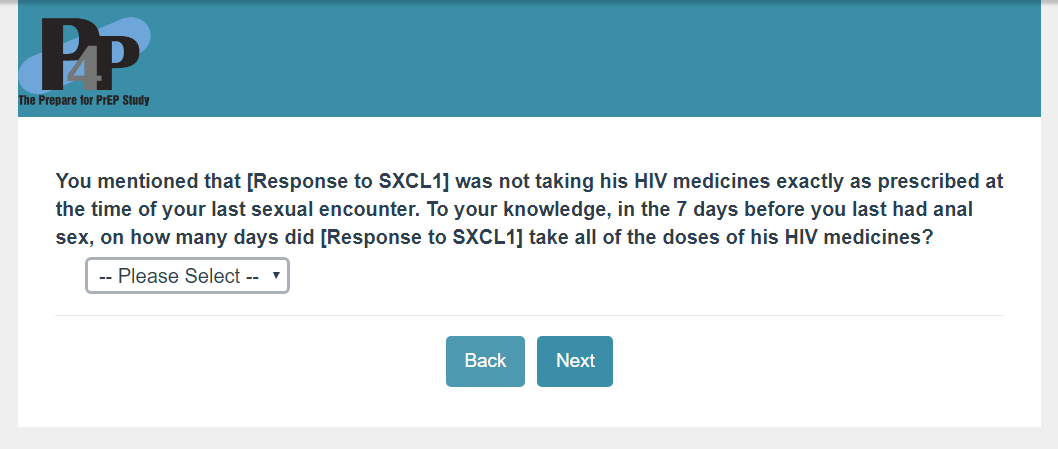 P4P
The Prepare for PrEP Study
You mentioned that [Response to SXCL1] was not taking his HIV medicines exactly as prescribed at
the time of your last sexual encounter. To your knowledge, in the 7 days before you last had anal
sex, on how many days did [Response to SXCL1] take all of the doses of his HIV medicines?
-- Please Select --
Back Next